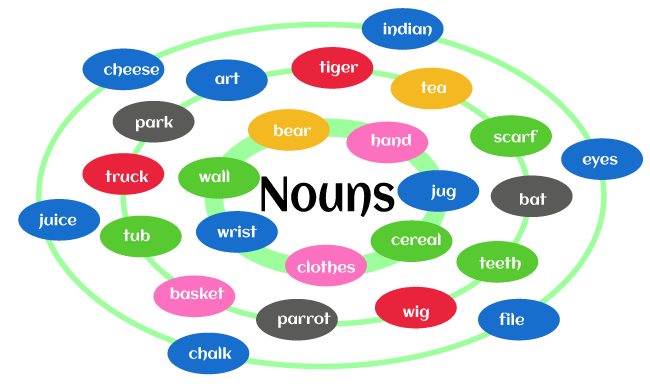 indian
cheese
art
tiger
tea
park
bear
hand
scarf
eyes
truck
wall
Nouns
jug
bat
juice
tub
wrist
cereal
clothes
teeth
basket
parrot
wig
file
chalk